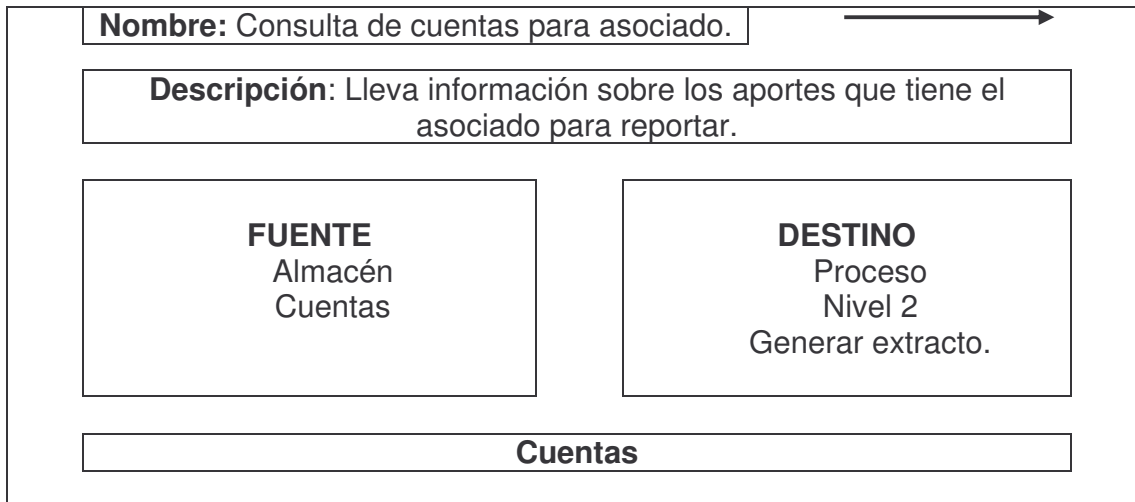 Nombre: Consulta de cuentas para asociado.
Descripción: Lleva información sobre los aportes que tiene el
asociado para reportar.
FUENTE
Almacén
Cuentas
DESTINO
Proceso
Nivel 2
Generar extracto.
Cuentas